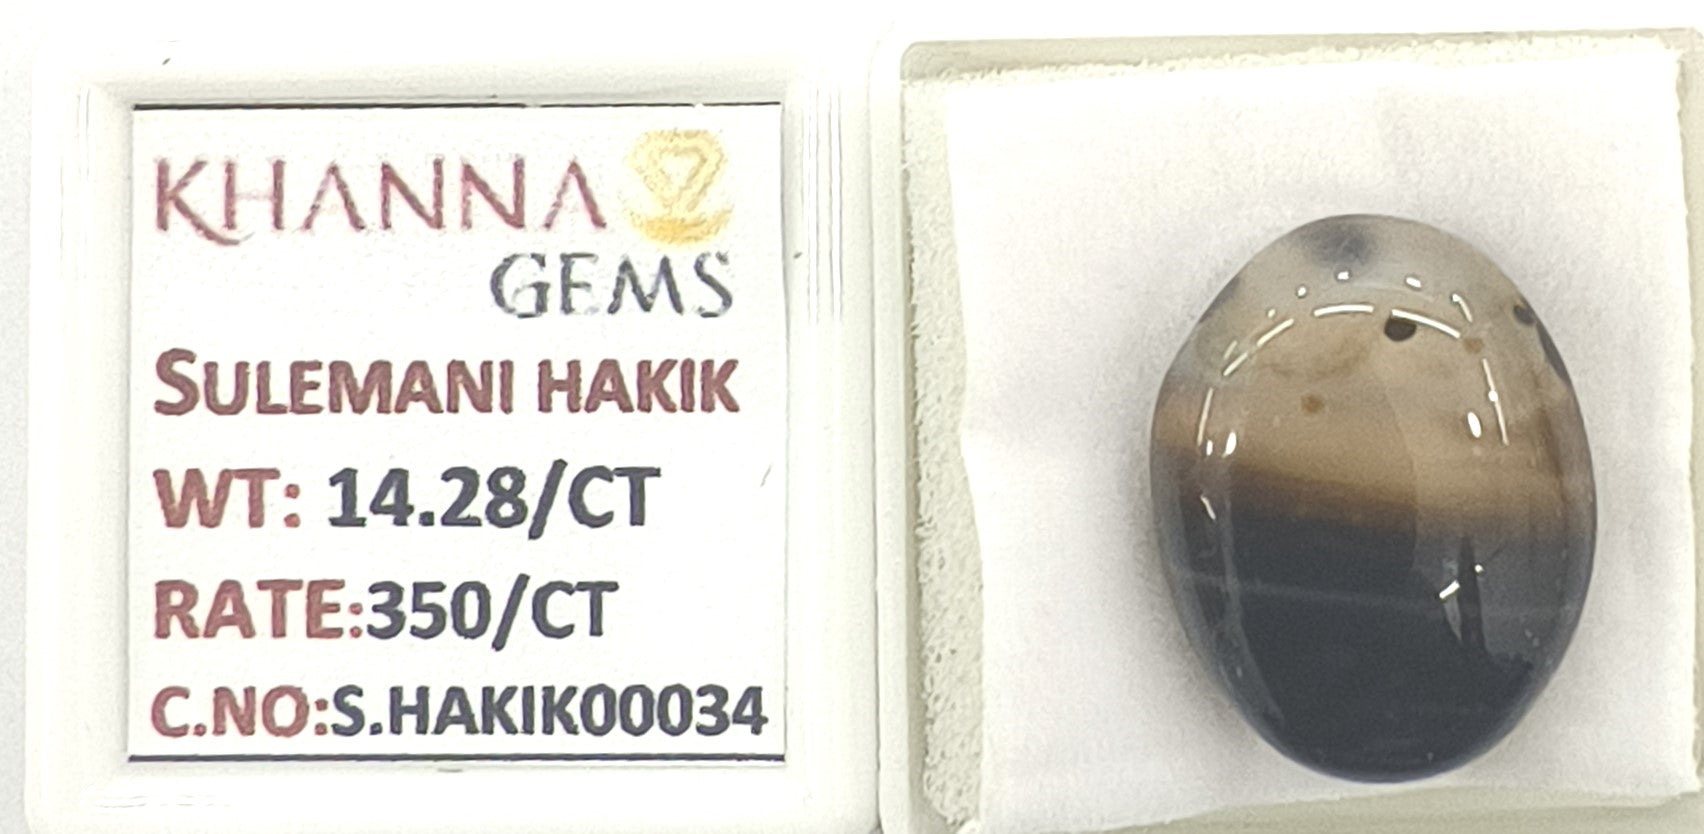 KHANNA
GEMS
SULEMANI HAKIK
WT: 14.28/CT
RATE:350/CT
C.NO:S.HAKIK00034